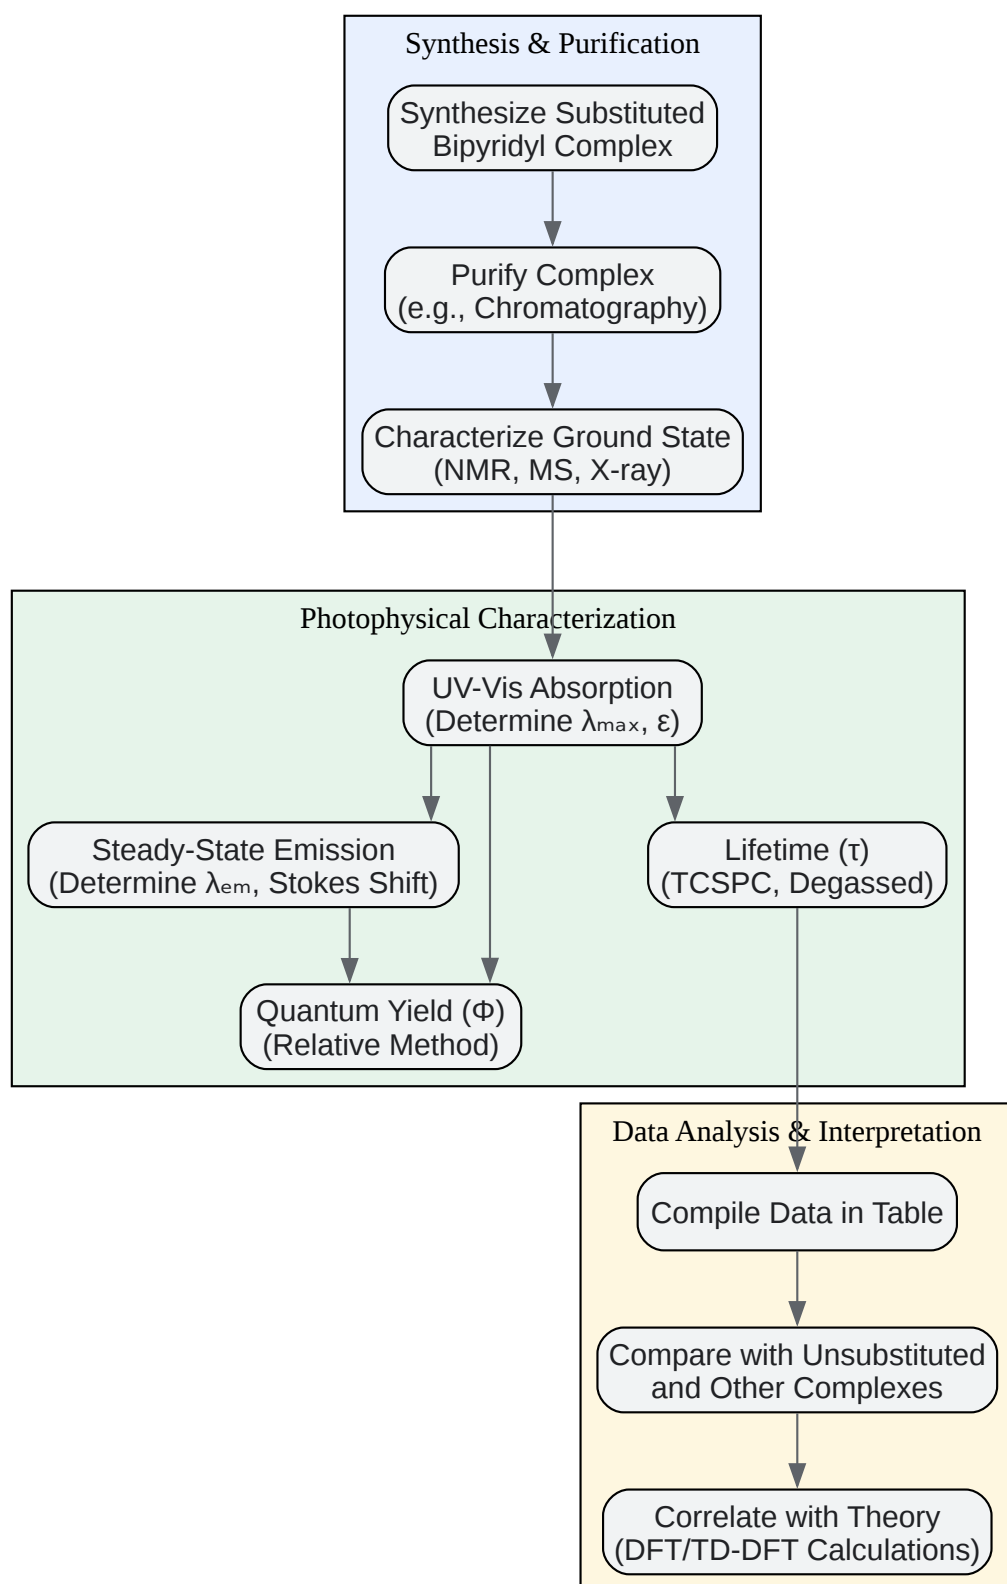 Synthesis & Purification
Synthesize Substituted
Bipyridyl Complex
Purify Complex
(e.g., Chromatography)
Characterize Ground State
(NMR, MS, X-ray)
Photophysical Characterization
UV-Vis Absorption
(Determine λₘₐₓ, ε)
Steady-State Emission
(Determine λₑₘ, Stokes Shift)
Lifetime (τ)
(TCSPC, Degassed)
Quantum Yield (Φ)
(Relative Method)
Data Analysis & Interpretation
Compile Data in Table
Compare with Unsubstituted
and Other Complexes
Correlate with Theory
(DFT/TD-DFT Calculations)